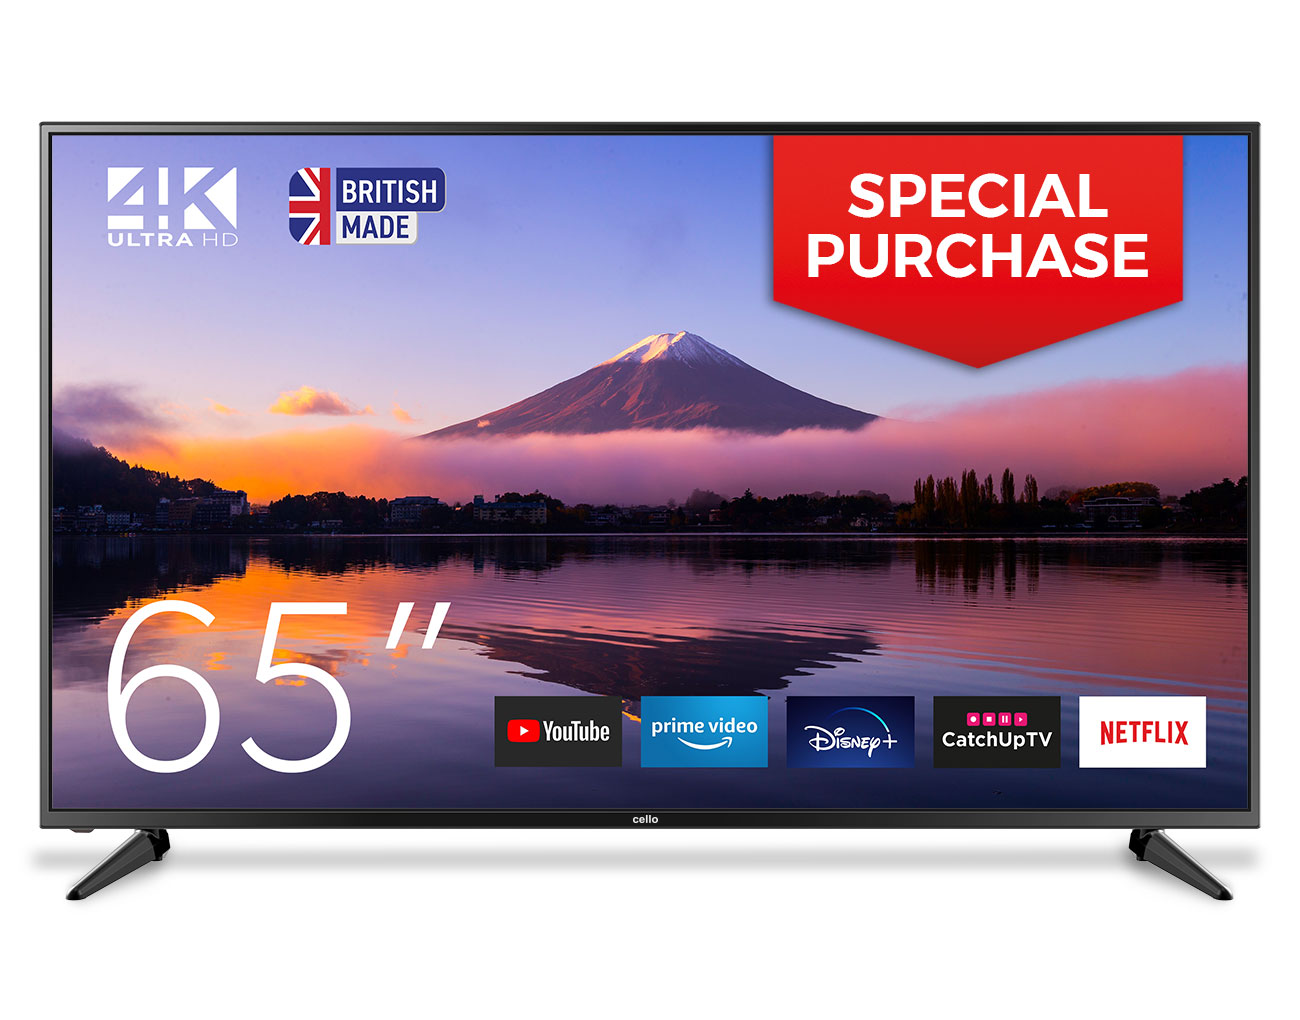 4K
ULTRA HD
BRITISH
MADE
SPECIAL
PURCHASE
65"
YouTube
prime video
Disney+
CatchUpTV
NETFLIX
cello